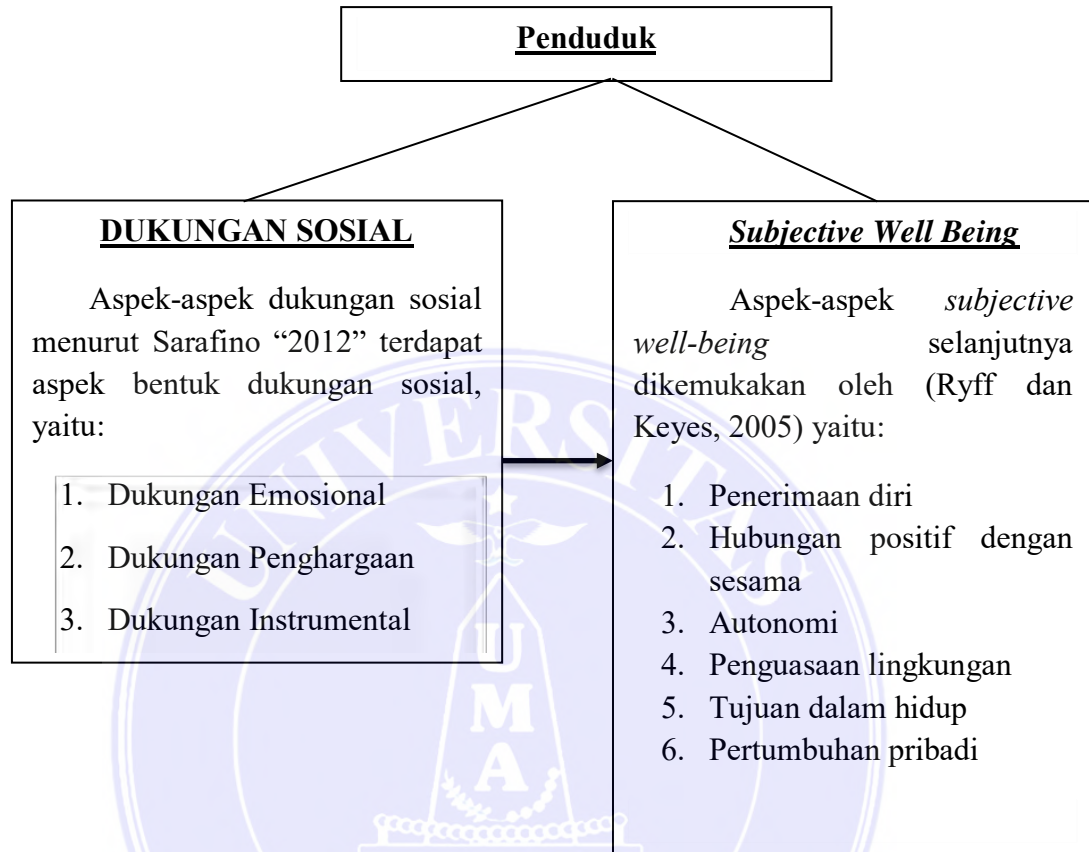 Penduduk
DUKUNGAN SOSIAL
Aspek-aspek dukungan sosial
menurut Sarafino “2012” terdapat
aspek bentuk dukungan sosial,
yaitu:
1. Dukungan Emosional
2. Dukungan Penghargaan
3. Dukungan Instrumental
Subjective Well Being
Aspek-aspek subjective
well-being selanjutnya
dikemukakan oleh (Ryff dan
Keyes, 2005) yaitu:
1. Penerimaan diri
2. Hubungan positif dengan
sesama
3. Autonomi
4. Penguasaan lingkungan
5. Tujuan dalam hidup
6. Pertumbuhan pribadi
UNIVERSITAS
UMA